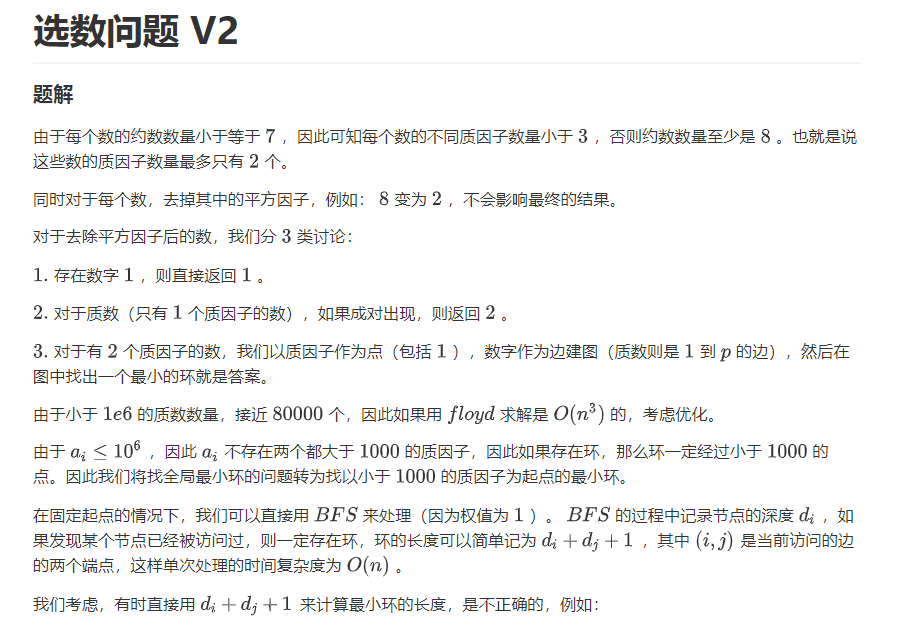 选数问题 V2
题解
由于每个数的约数数量小于等于 7 ，因此可知每个数的不同质因子数量小于 3 ，否则约数数量至少是 8 。也就是说
这些数的质因子数量最多只有 2 个。
同时对于每个数，去掉其中的平方因子，例如： 8 变为 2 ，不会影响最终的结果。
对于去除平方因子后的数，我们分 3 类讨论：
1. 存在数字 1 ，则直接返回 1 。
2. 对于质数（只有 1 个质因子的数），如果成对出现，则返回 2 。
3. 对于有 2 个质因子的数，我们以质因子作为点（包括 1 ），数字作为边建图（质数则是 1 到 p 的边），然后在
图中找出一个最小的环就是答案。
由于小于 1e6 的质数数量，接近 80000 个，因此如果用 floyd 求解是 O(n³) 的，考虑优化。
由于 aᵢ ≤ 10⁶ ，因此 aᵢ 不存在两个都大于 1000 的质因子，因此如果存在环，那么环一定经过小于 1000 的
点。因此我们将找全局最小环的问题转为找以小于 1000 的质因子为起点的最小环。
在固定起点的情况下，我们可以直接用 BFS 来处理（因为权值为 1 ）。 BFS 的过程中记录节点的深度 dᵢ ，如
果发现某个节点已经被访问过，则一定存在环，环的长度可以简单记为 dᵢ + dⱼ + 1 ，其中 (i, j) 是当前访问的边
的两个端点，这样单次处理的时间复杂度为 O(n) 。
我们考虑，有时直接用 dᵢ + dⱼ + 1 来计算最小环的长度，是不正确的，例如：